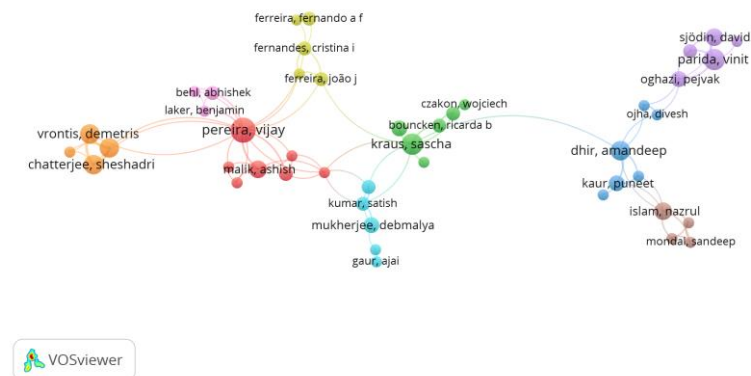 ferreira, fernando a f
fernandes, cristina i
ferreira, joão j
behl, abhishek
laker, benjamin
pereira, vijay
vrontis, demetris
chatterjee, sheshadri
malik, ashish
czakon, wojciech
bouncken, ricarda b
kraus, sascha
kumar, satish
mukherjee, debmalya
gaur, ajai
sjödin, david
parida, vinit
oghazi, pejvak
ojha, divesh
dhir, amandeep
kaur, puneet
islam, nazrul
mondal, sandeep
VOSviewer